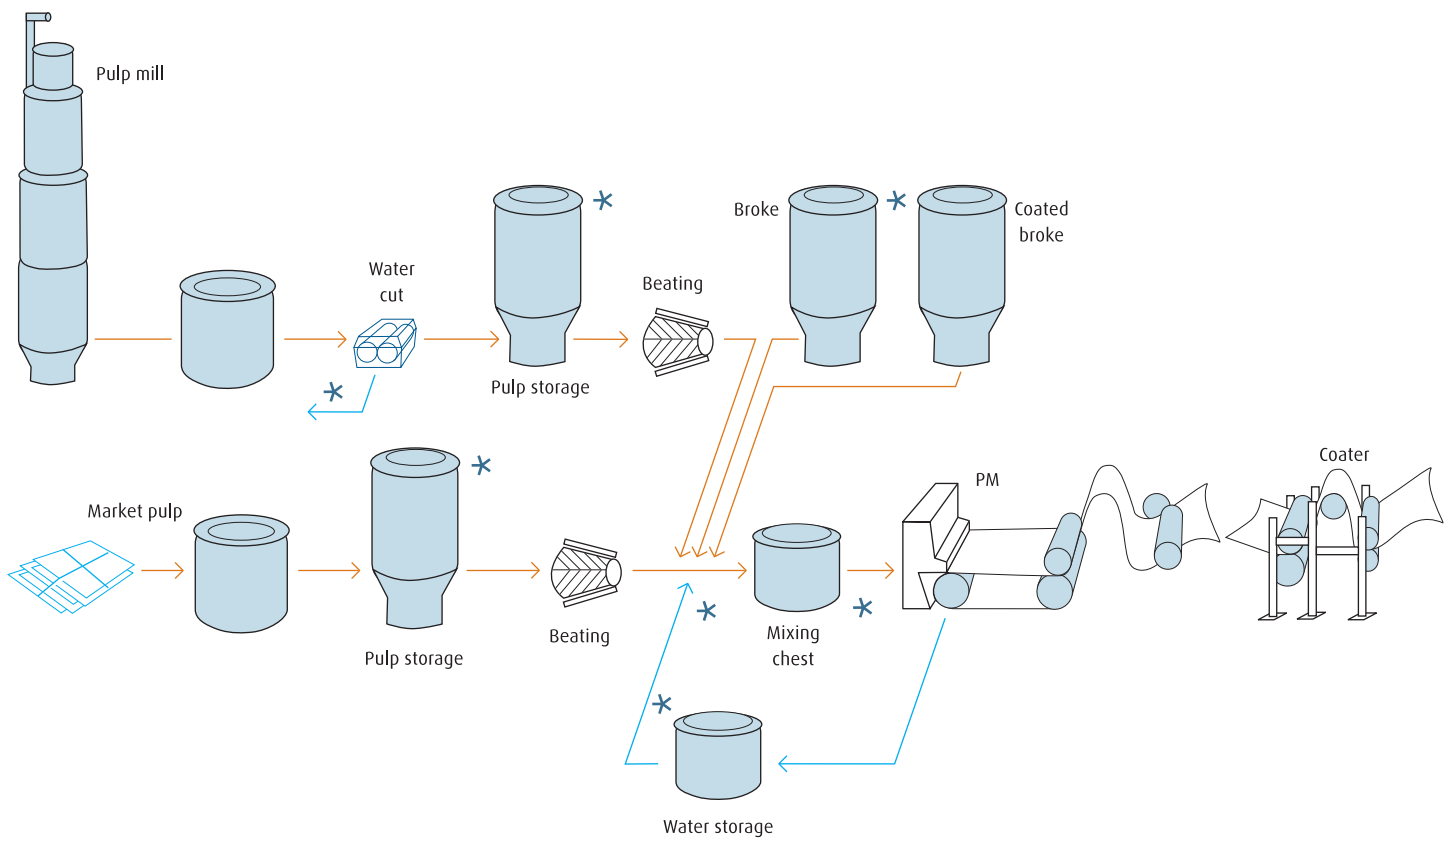 Pulp mill
Water
cut
Pulp storage
Beating
Broke
Coated
broke
Market pulp
Pulp storage
Beating
Mixing
chest
PM
Coater
Water storage